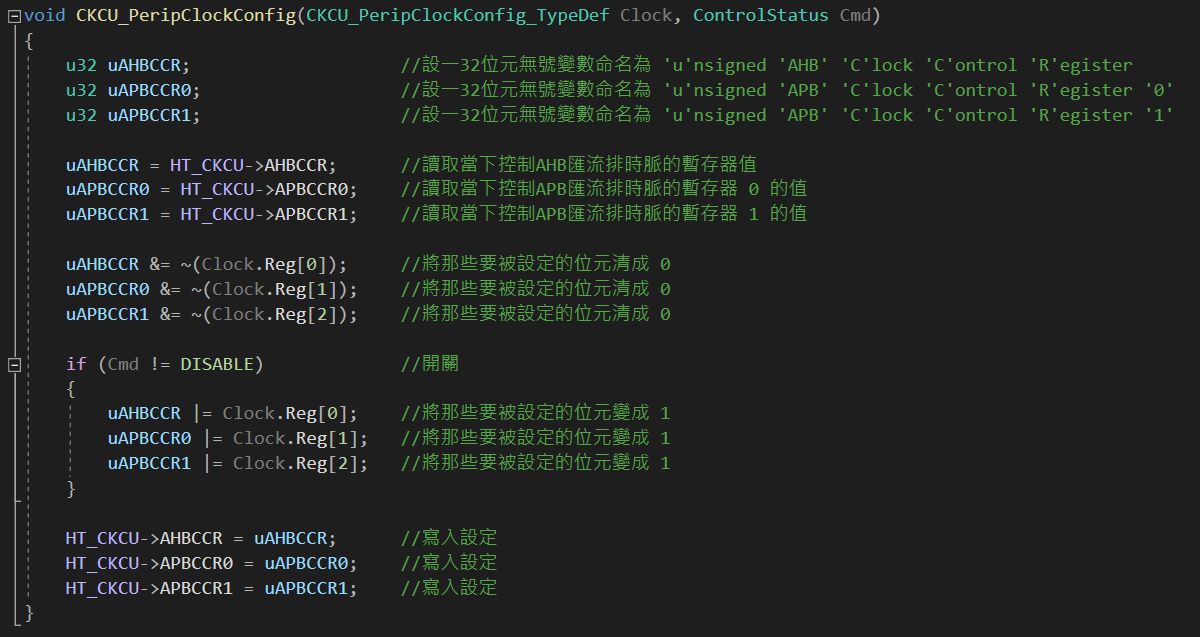 void CKCU_PeripClockConfig(CKCU_PeripClockConfig_TypeDef Clock, ControlStatus Cmd)
{
    u32 uAHBCCR;                    //設一32位元無號變數命名為 'u'nsigned 'AHB' 'C'lock 'C'ontrol 'R'egister
    u32 uAPBCCR0;                   //設一32位元無號變數命名為 'u'nsigned 'APB' 'C'lock 'C'ontrol 'R'egister '0'
    u32 uAPBCCR1;                   //設一32位元無號變數命名為 'u'nsigned 'APB' 'C'lock 'C'ontrol 'R'egister '1'
    uAHBCCR = HT_CKCU->AHBCCR;      //讀取當下控制AHB匯流排時脈的暫存器值
    uAPBCCR0 = HT_CKCU->APBCCR0;    //讀取當下控制APB匯流排時脈的暫存器 0 的值
    uAPBCCR1 = HT_CKCU->APBCCR1;    //讀取當下控制APB匯流排時脈的暫存器 1 的值
    uAHBCCR &= ~(Clock.Reg[0]);     //將那些要被設定的位元清成 0
    uAPBCCR0 &= ~(Clock.Reg[1]);    //將那些要被設定的位元清成 0
    uAPBCCR1 &= ~(Clock.Reg[2]);    //將那些要被設定的位元清成 0
    if (Cmd != DISABLE)             //開關
    {
        uAHBCCR |= Clock.Reg[0];    //將那些要被設定的位元變成 1
        uAPBCCR0 |= Clock.Reg[1];   //將那些要被設定的位元變成 1
        uAPBCCR1 |= Clock.Reg[2];   //將那些要被設定的位元變成 1
    }
    HT_CKCU->AHBCCR = uAHBCCR;      //寫入設定
    HT_CKCU->APBCCR0 = uAPBCCR0;    //寫入設定
    HT_CKCU->APBCCR1 = uAPBCCR1;    //寫入設定
}